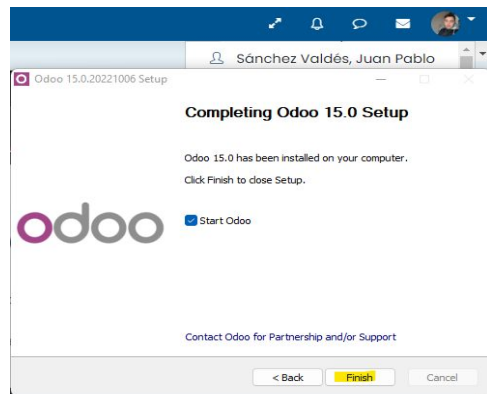 Sánchez Valdés, Juan Pablo
Odoo 15.0.20221006 Setup
Completing Odoo 15.0 Setup
Odoo 15.0 has been installed on your computer.
Click Finish to close Setup.
odoo
Start Odoo
Contact Odoo for Partnership and/or Support
< Back Finish Cancel